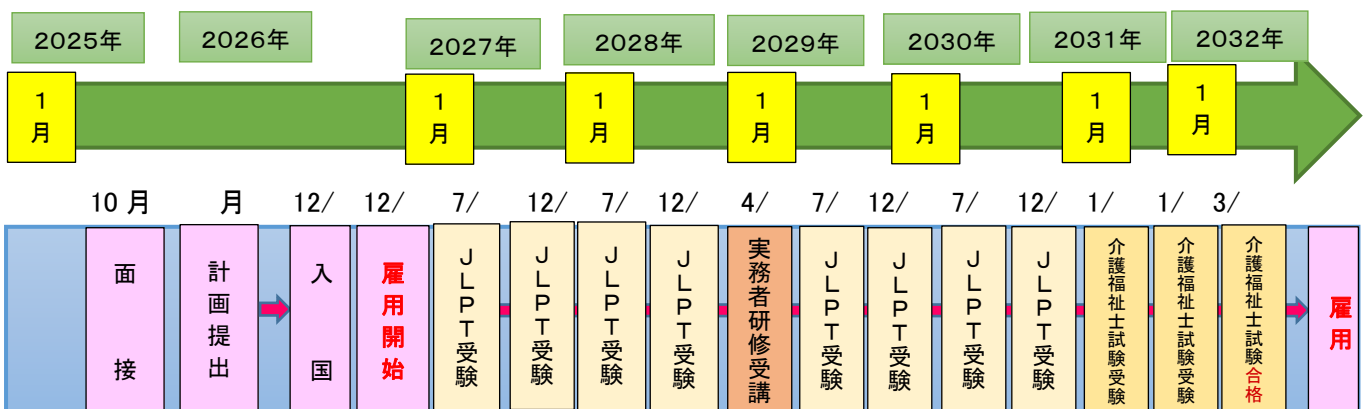 2025年
2026年
2027年
2028年
2029年
2030年
2031年
2032年
1月
1月
1月
1月
1月
1月
1月
10月
月
12/
12/
7/
12/
7/
12/
4/
7/
12/
7/
12/
1/
1/
3/
面接
計画提出
入国
雇用開始
JLPT受験
JLPT受験
JLPT受験
JLPT受験
実務者研修受講
JLPT受験
JLPT受験
JLPT受験
JLPT受験
介護福祉士試験受験
介護福祉士試験受験
介護福祉士試験合格
雇用